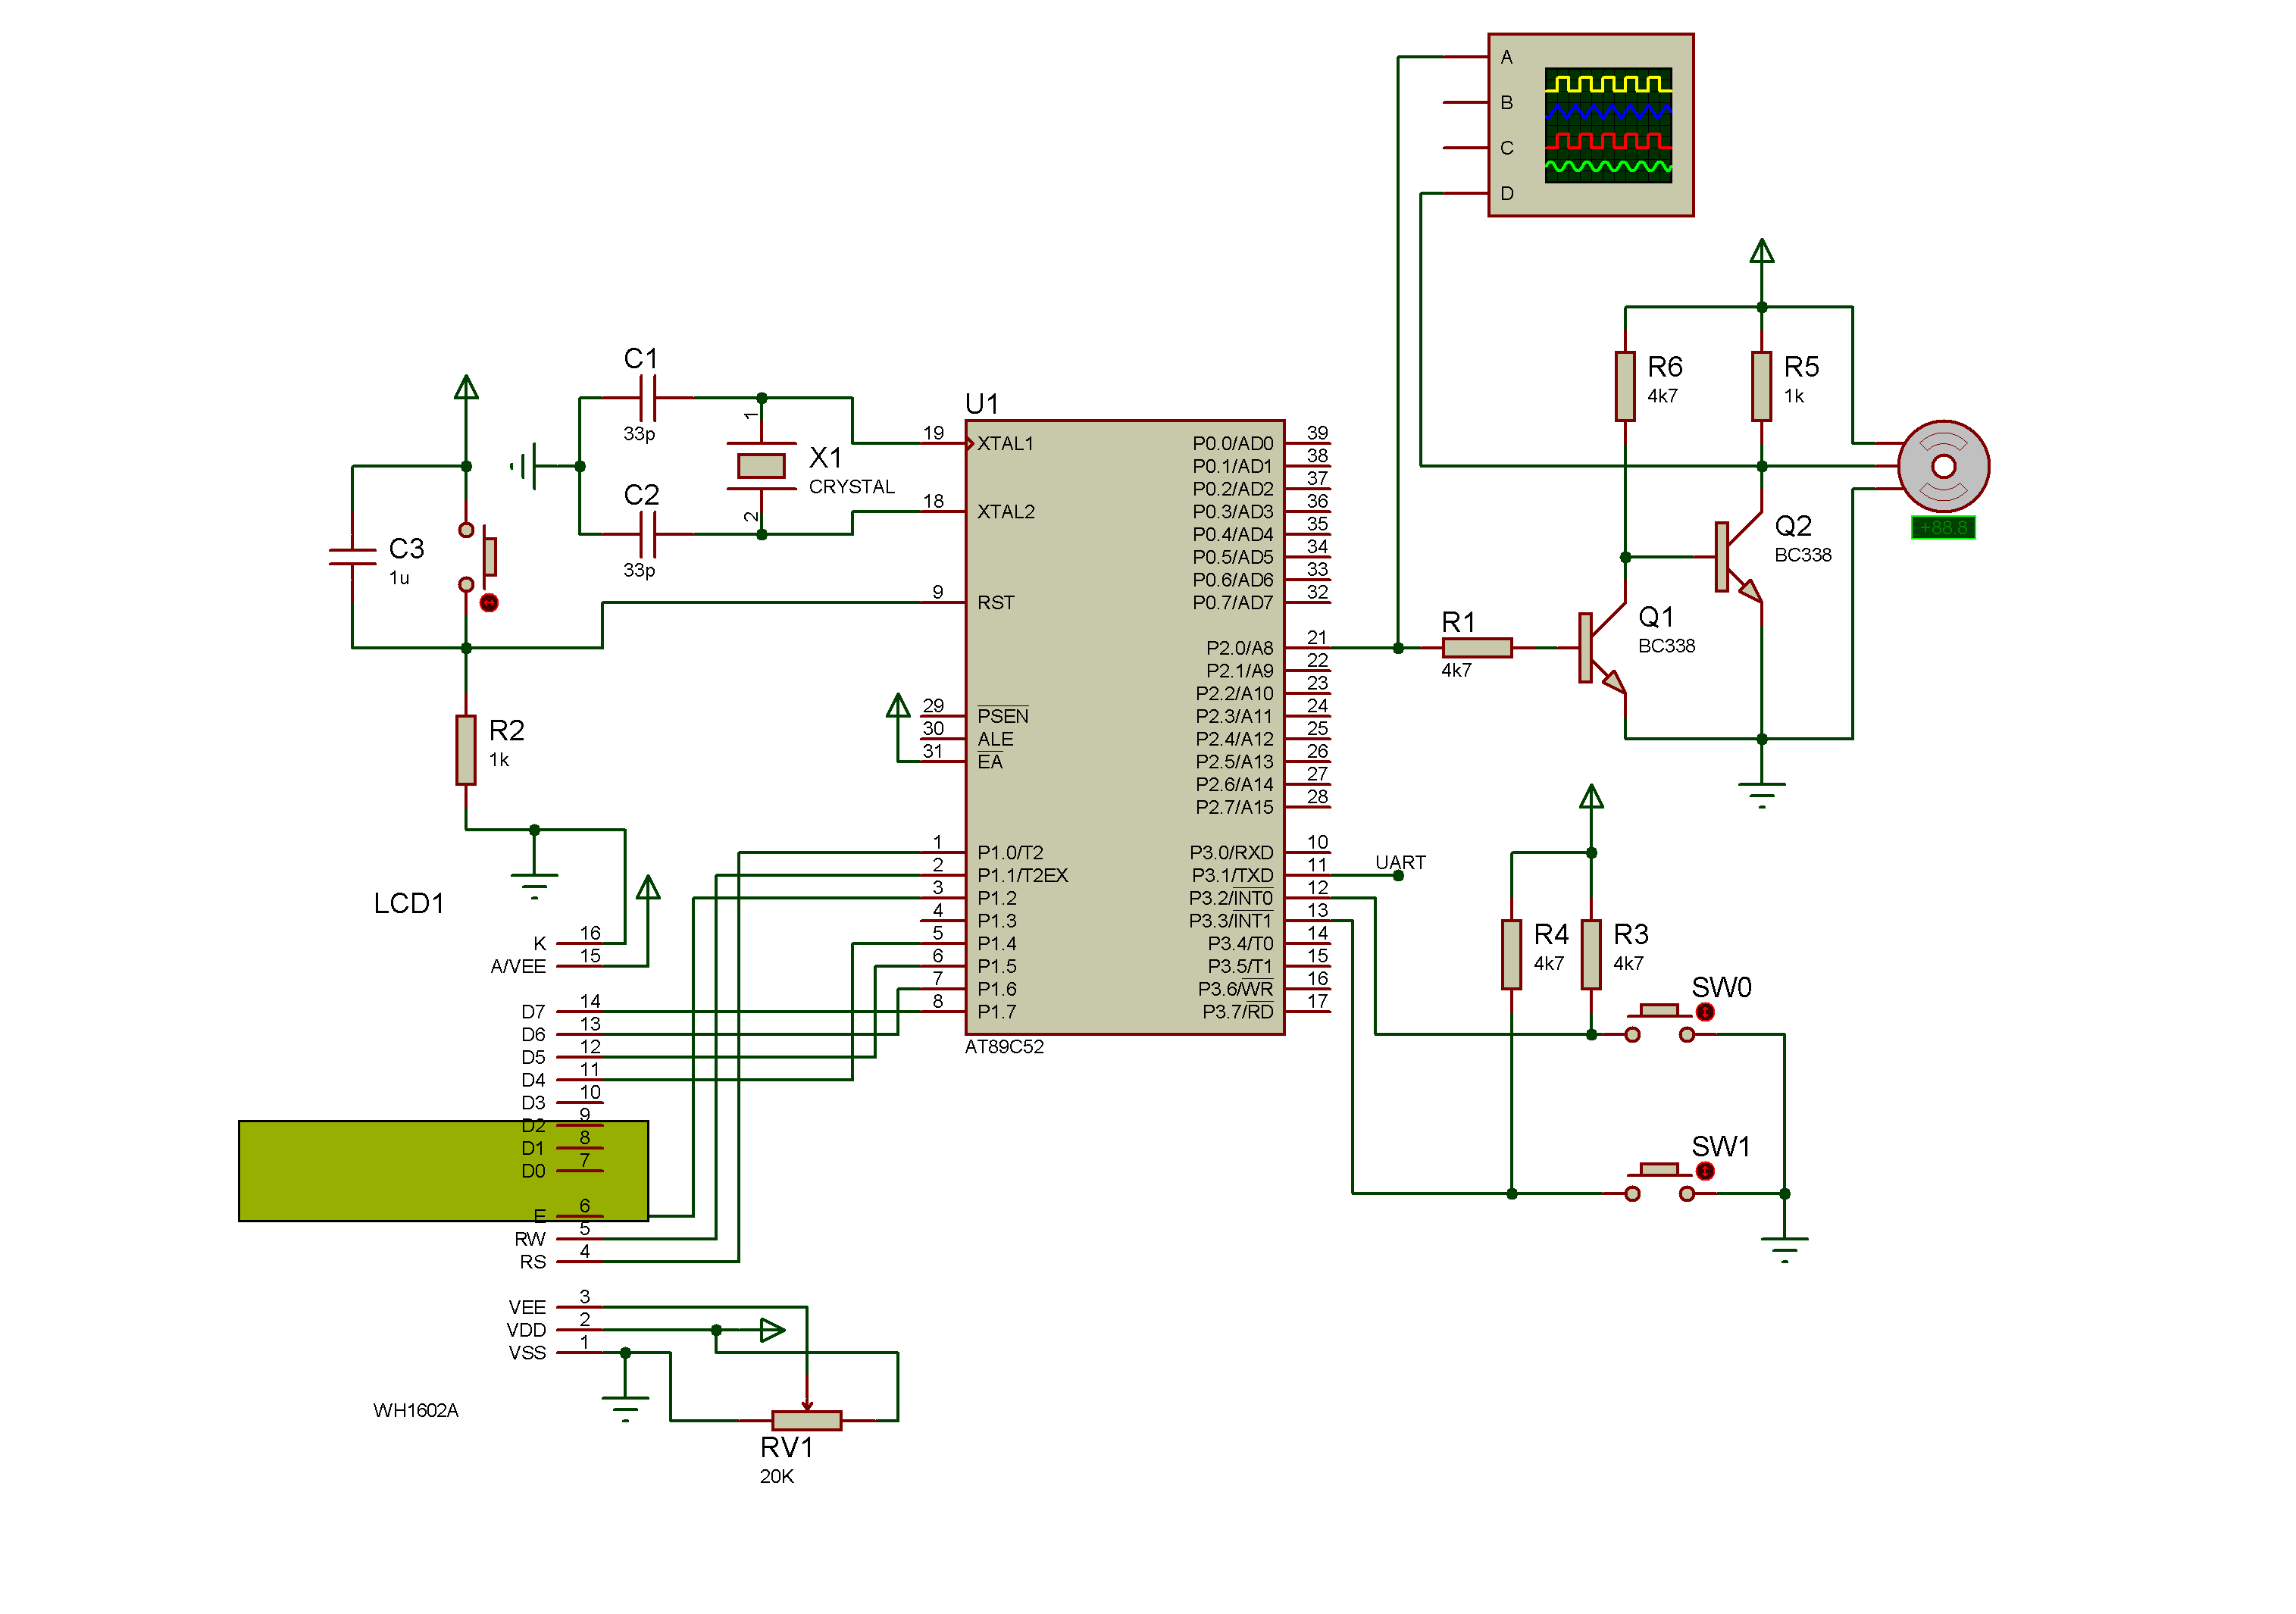 A
B
C
D
C1
33p
C2
33p
1
2
X1
CRYSTAL
C3
1u
R2
1k
U1
19 XTAL1
18 XTAL2
9 RST
29 PSEN
30 ALE
31 EA
1 P1.0/T2
2 P1.1/T2EX
3 P1.2
4 P1.3
5 P1.4
6 P1.5
7 P1.6
8 P1.7
P0.0/AD0 39
P0.1/AD1 38
P0.2/AD2 37
P0.3/AD3 36
P0.4/AD4 35
P0.5/AD5 34
P0.6/AD6 33
P0.7/AD7 32
P2.0/A8 21
P2.1/A9 22
P2.2/A10 23
P2.3/A11 24
P2.4/A12 25
P2.5/A13 26
P2.6/A14 27
P2.7/A15 28
P3.0/RXD 10
P3.1/TXD 11
P3.2/INT0 12
P3.3/INT1 13
P3.4/T0 14
P3.5/T1 15
P3.6/WR 16
P3.7/RD 17
AT89C52
R6
4k7
R5
1k
Q2
BC338
+88.8
Q1
BC338
R1
4k7
UART
R4
4k7
R3
4k7
SW0
SW1
LCD1
K 16
A/VEE 15
D7 14
D6 13
D5 12
D4 11
D3 10
D2 9
D1 8
D0 7
E 6
RW 5
RS 4
VEE 3
VDD 2
VSS 1
WH1602A
RV1
20K